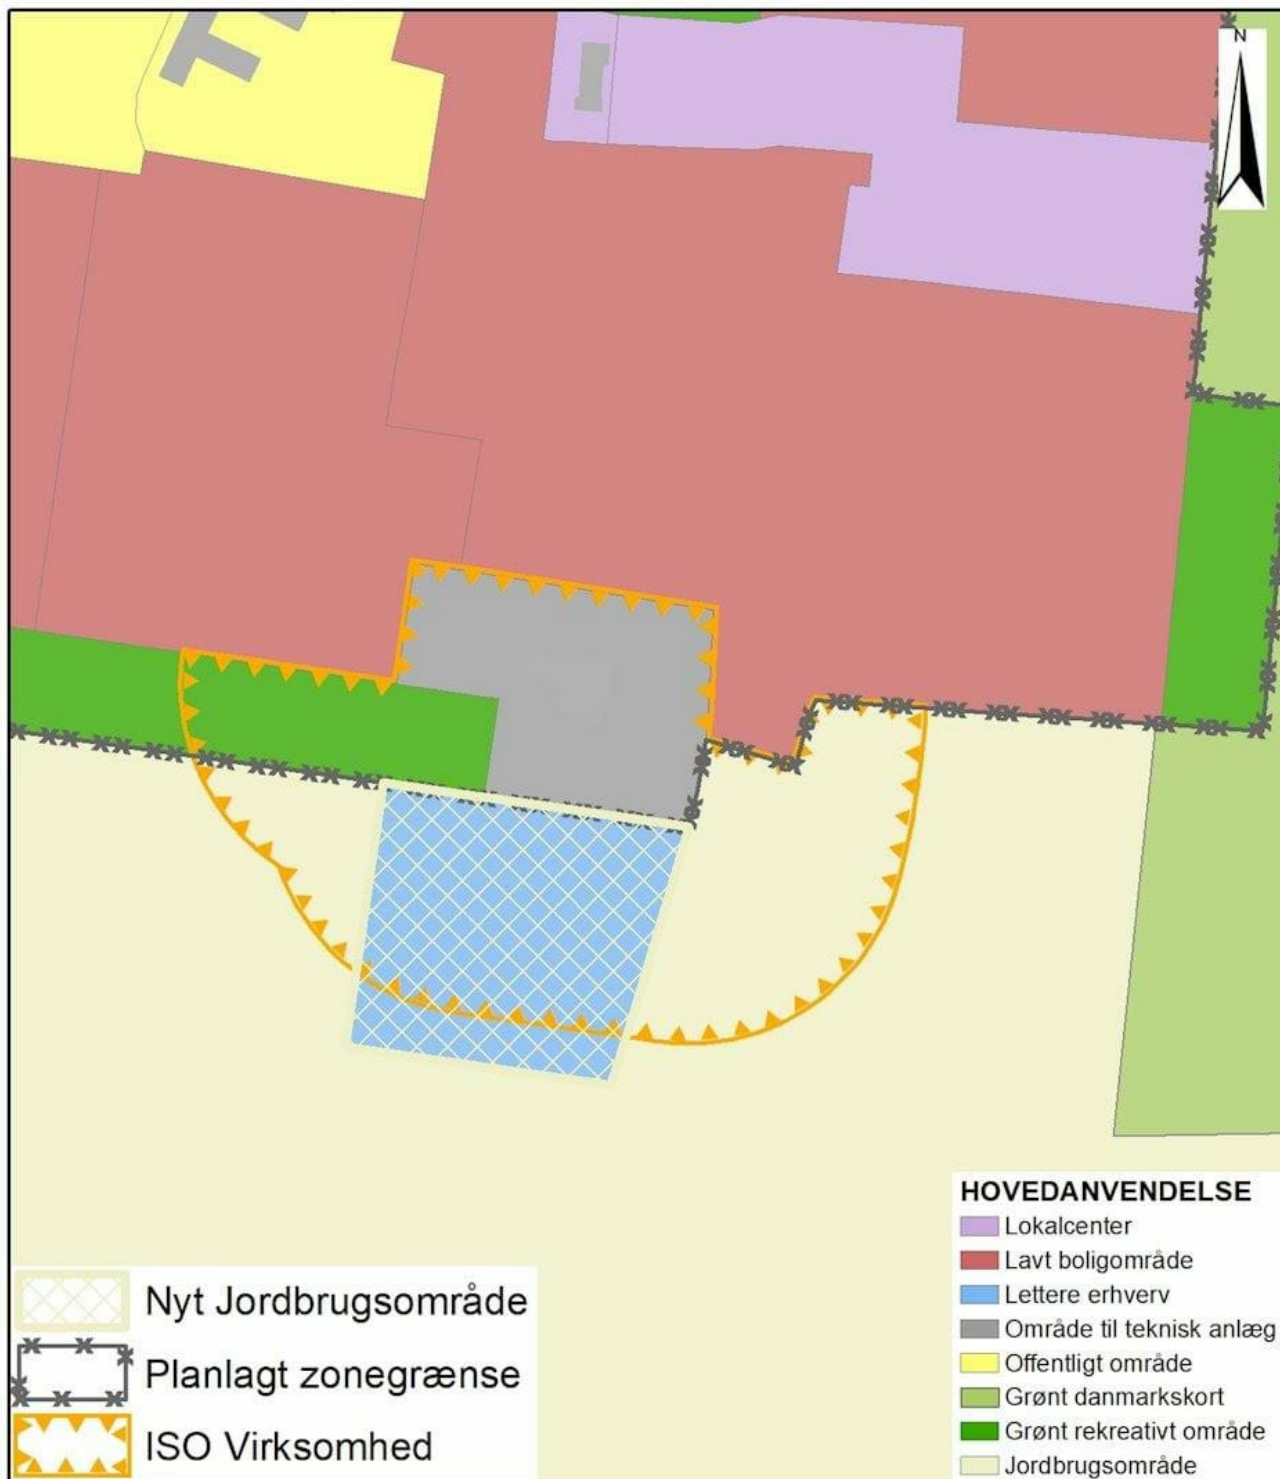 N
Nyt Jordbrugsområde
Planlagt zonegrænse
ISO Virksomhed
HOVEDANVENDELSE
Lokalcenter
Lavt boligområde
Lettere erhverv
Område til teknisk anlæg
Offentligt område
Grønt danmarkskort
Grønt rekreativt område
Jordbrugsområde